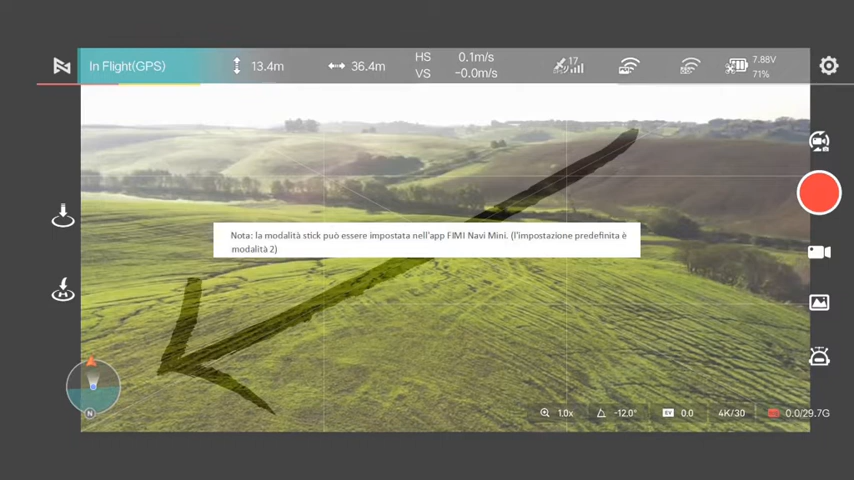 In Flight(GPS) 13.4m 36.4m HS 0.1m/s 17 7.88V
VS -0.0m/s 71%
Nota: la modalità stick può essere impostata nell'app FIMI Navi Mini. (l'impostazione predefinita è
modalità 2)
H
N
1.0x -12.0° EV 0.0 4K/30 0.0/29.7G